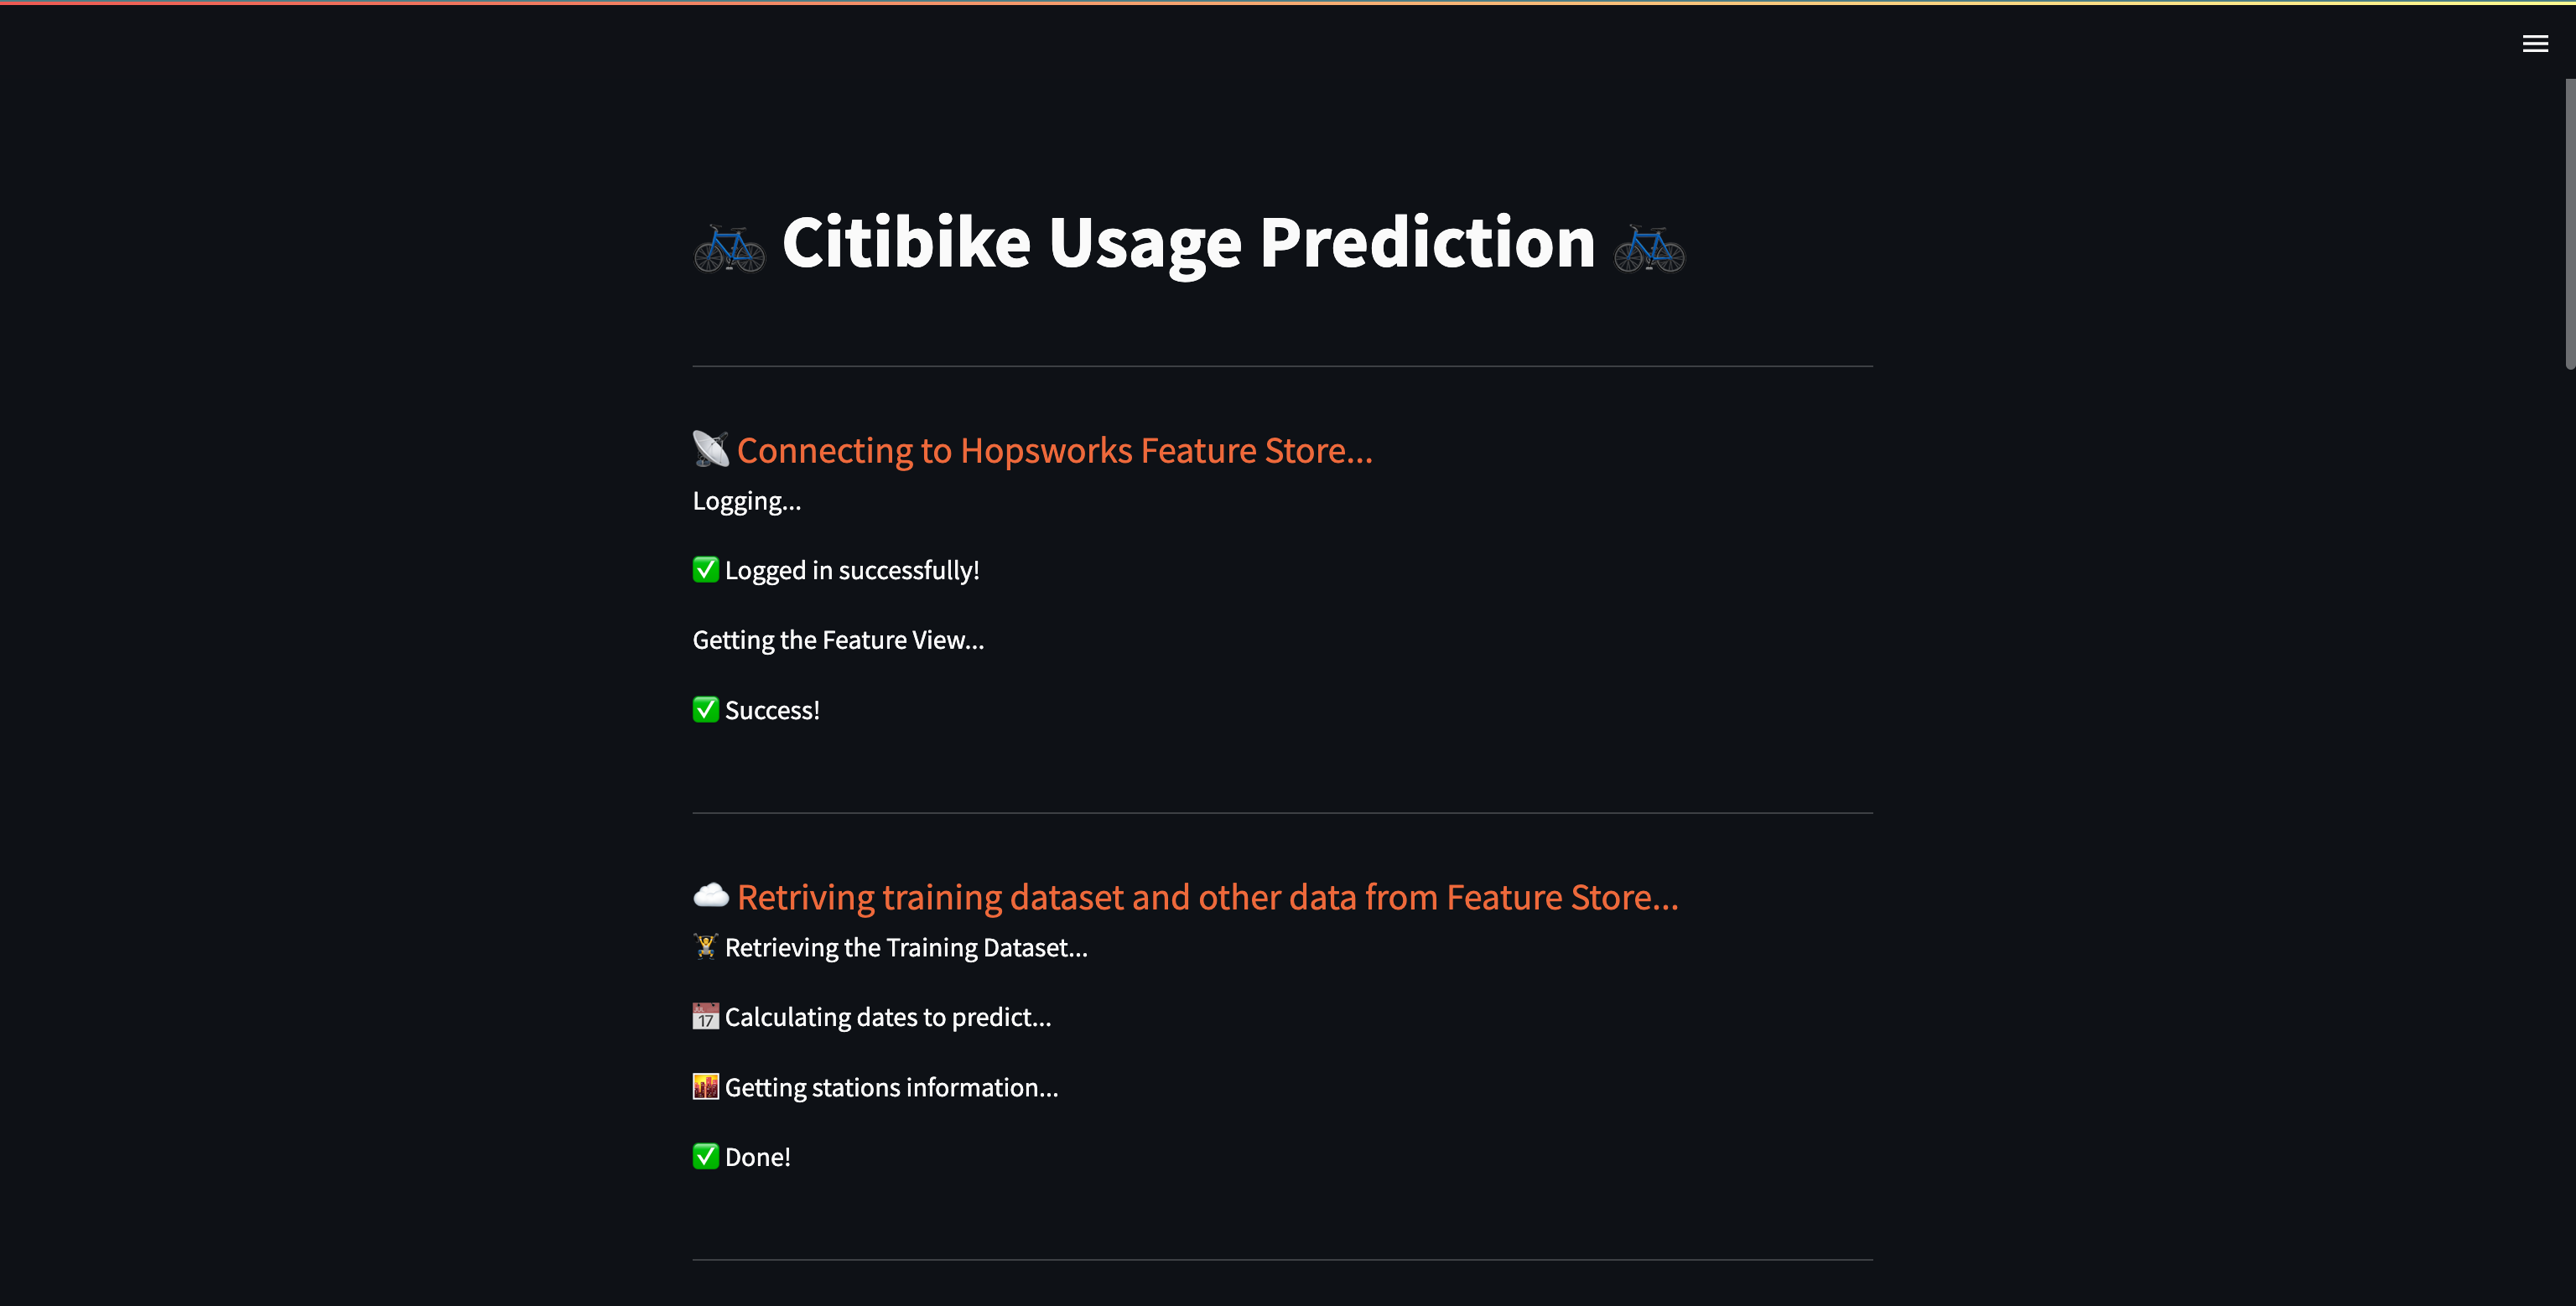 🚲 Citibike Usage Prediction 🚲
📡 Connecting to Hopsworks Feature Store...
Logging...
✅ Logged in successfully!
Getting the Feature View...
✅ Success!
☁️ Retriving training dataset and other data from Feature Store...
🏋️ Retrieving the Training Dataset...
📆 Calculating dates to predict...
🌇 Getting stations information...
✅ Done!